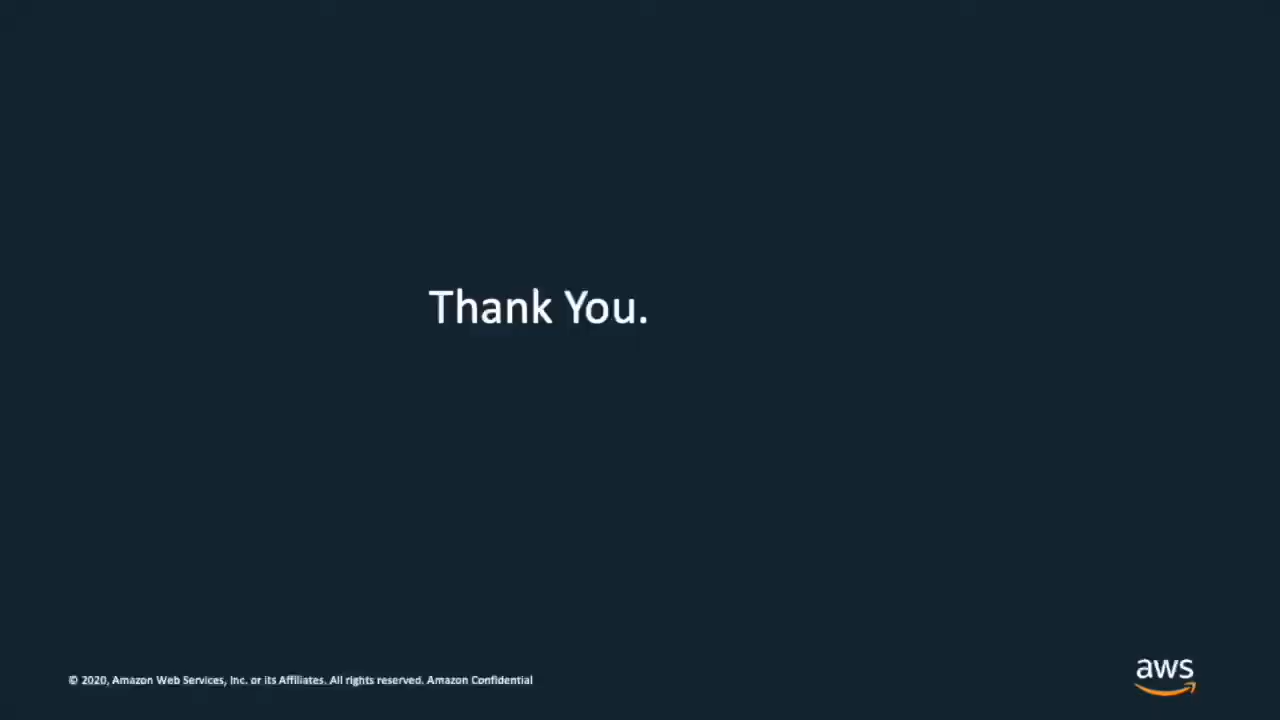 Thank You.
© 2020, Amazon Web Services, Inc. or its Affiliates. All rights reserved. Amazon Confidential
aws